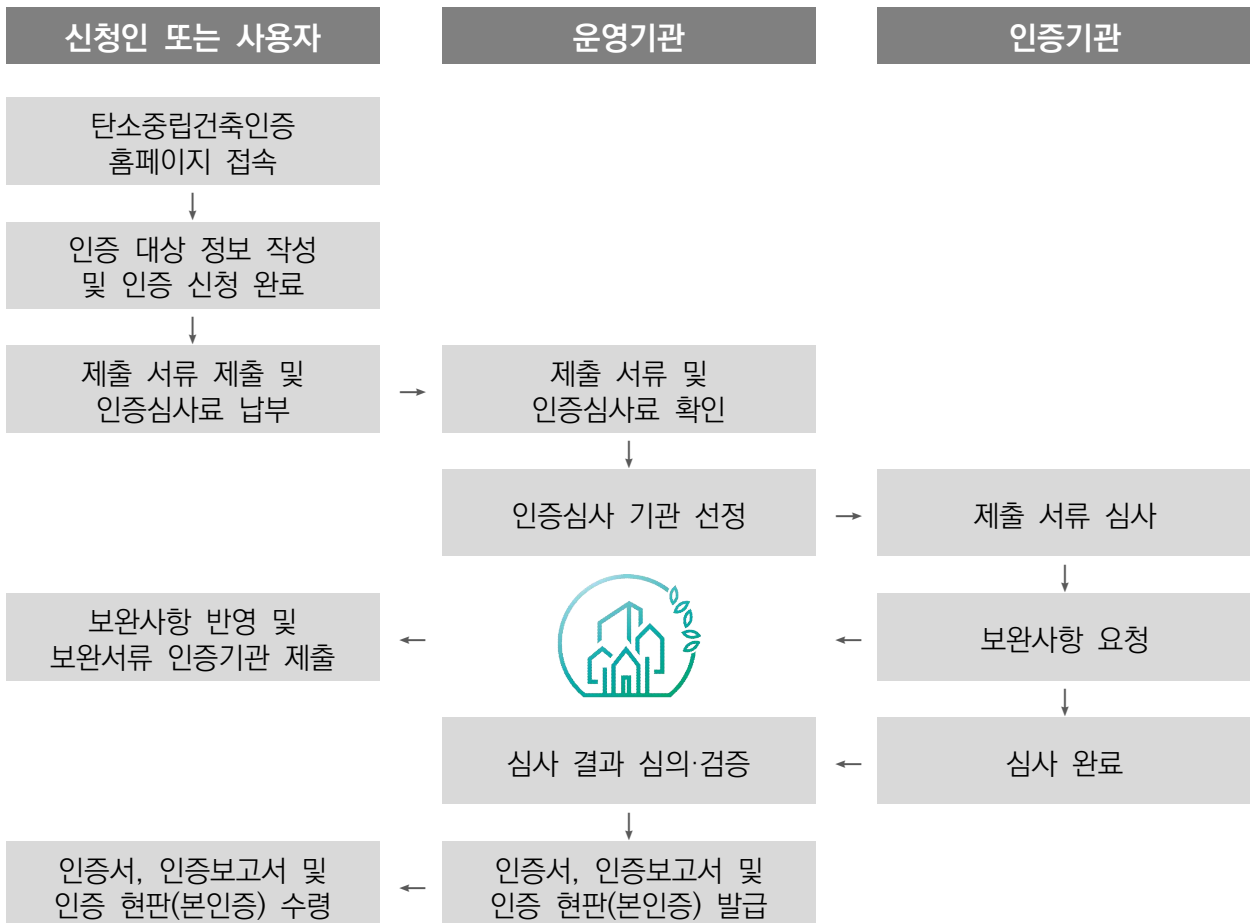 신청인 또는 사용자
운영기관
인증기관
탄소중립건축인증
홈페이지 접속
인증 대상 정보 작성
및 인증 신청 완료
제출 서류 제출 및
인증심사료 납부
제출 서류 및
인증심사료 확인
인증심사 기관 선정
제출 서류 심사
보완사항 반영 및
보완서류 인증기관 제출
보완사항 요청
심사 결과 심의·검증
심사 완료
인증서, 인증보고서 및
인증 현판(본인증) 수령
인증서, 인증보고서 및
인증 현판(본인증) 발급